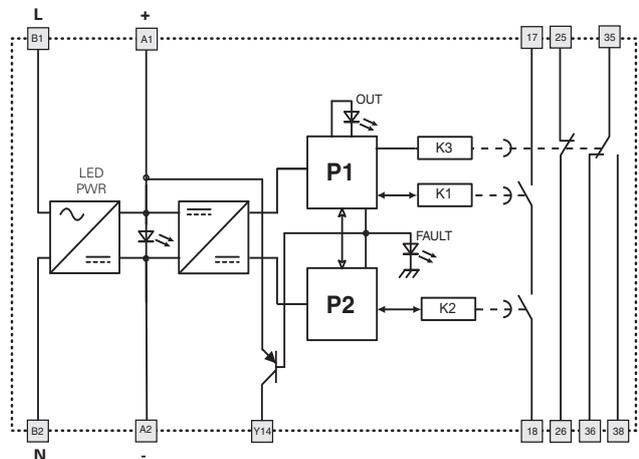 L +
B1 A1 17 25 35
OUT
K3
P1
LED
PWR
K1
FAULT
P2
K2
B2 A2 Y14 18 26 36 38
N -